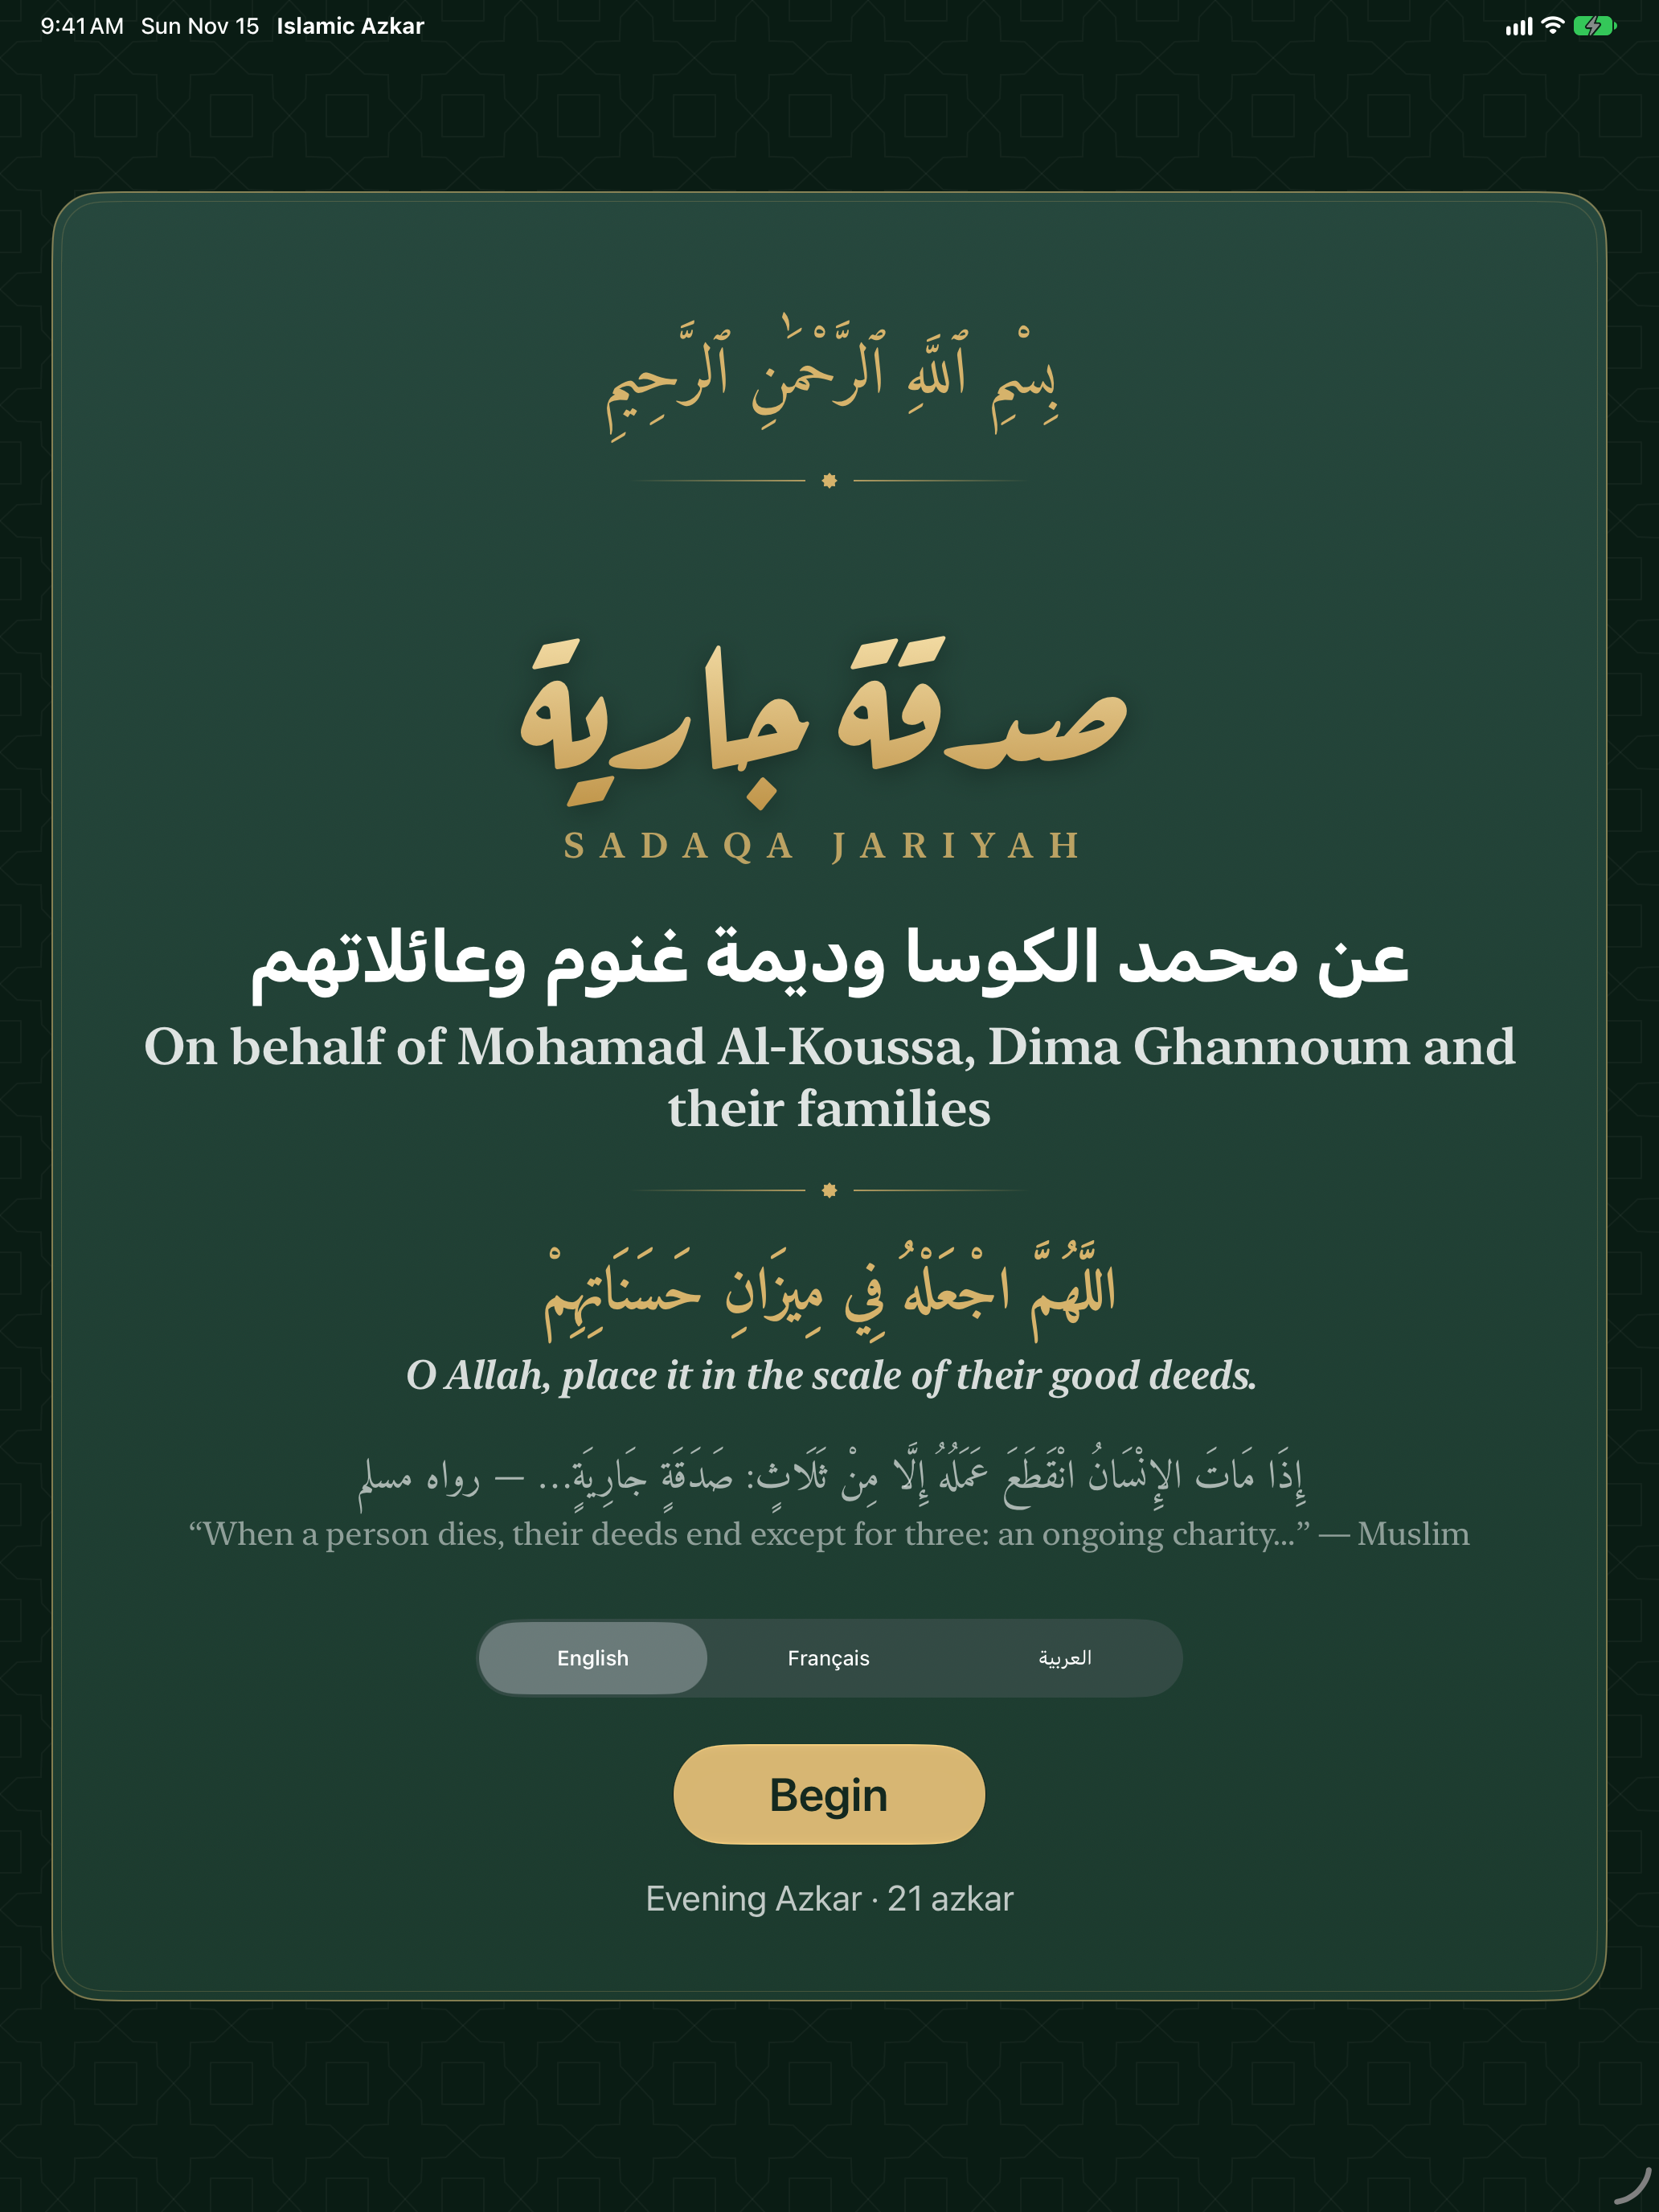 9:41 AM Sun Nov 15 Islamic Azkar
بِسْمِ ٱللَّهِ ٱلرَّحْمَٰنِ ٱلرَّحِيمِ
صدقة جارية
SADAQA JARIYAH
عن محمد الكوسا وديمة غنوم وعائلاتهم
On behalf of Mohamad Al-Koussa, Dima Ghannoum and
their families
اللَّهُمَّ اجْعَلْهُ فِي مِيزَانِ حَسَنَاتِهِمْ
O Allah, place it in the scale of their good deeds.
إِذَا مَاتَ الإِنْسَانُ انْقَطَعَ عَمَلُهُ إِلَّا مِنْ ثَلَاثٍ: صَدَقَةٍ جَارِيَةٍ... — رواه مسلم
“When a person dies, their deeds end except for three: an ongoing charity...” — Muslim
English Français العربية
Begin
Evening Azkar · 21 azkar